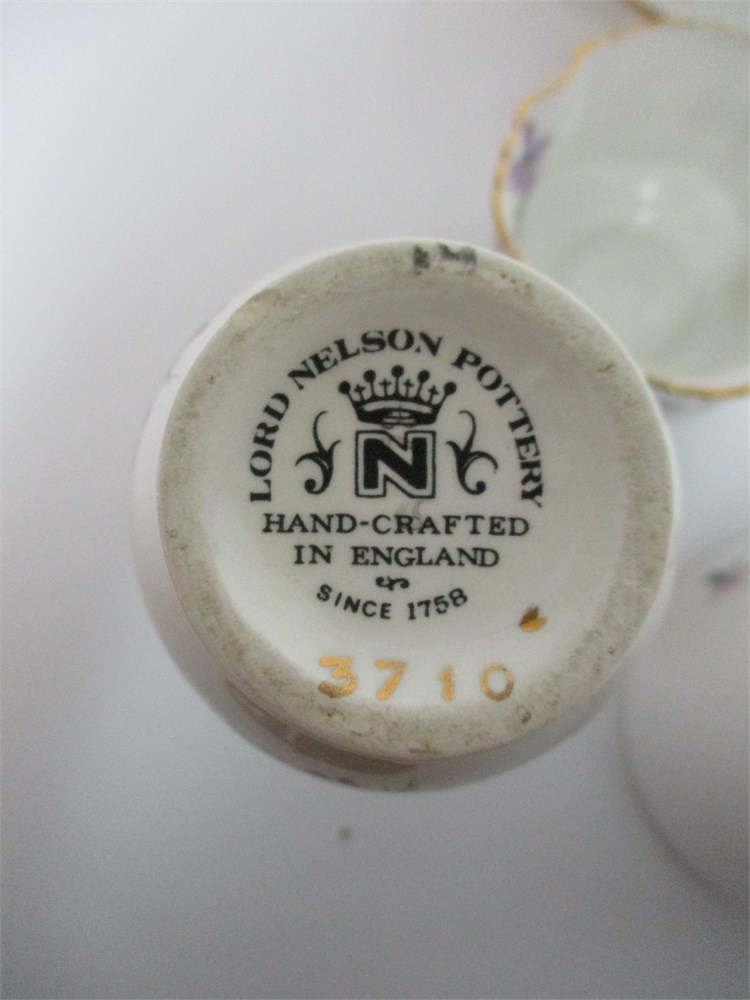 LORD NELSON POTTERY
N
HAND-CRAFTED
IN ENGLAND
SINCE 1758
3710